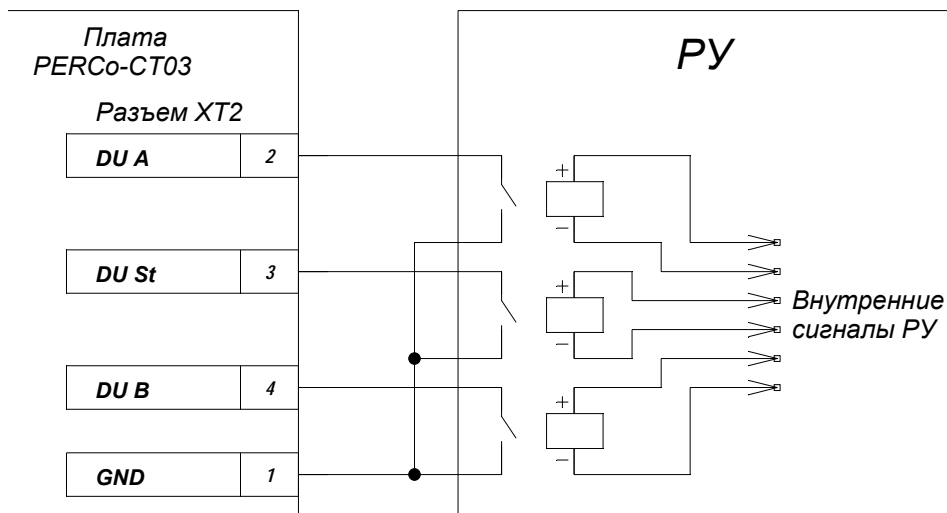 Плата
PERCo-CT03
Разъем XT2
DU A 2
DU St 3
DU B 4
GND 1
РУ
+
−
+
−
+
−
Внутренние
сигналы РУ